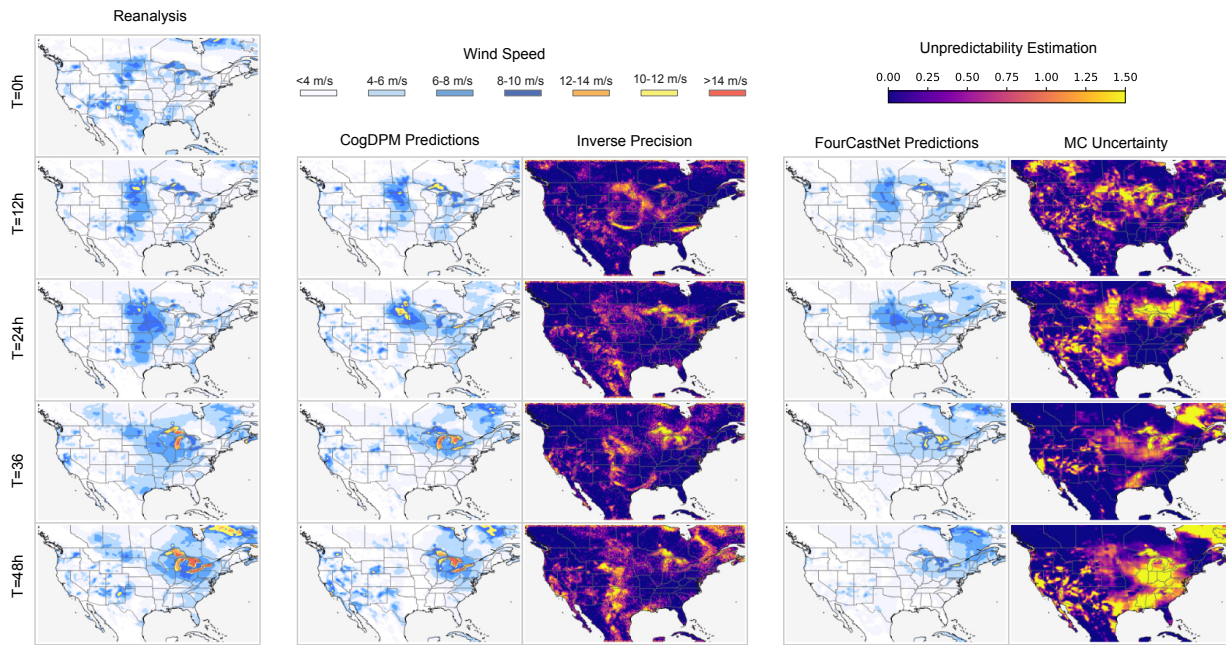 Reanalysis
Wind Speed
<4 m/s 4-6 m/s 6-8 m/s 8-10 m/s 12-14 m/s 10-12 m/s >14 m/s
Unpredictability Estimation
0.00 0.25 0.50 0.75 1.00 1.25 1.50
CogDPM Predictions Inverse Precision FourCastNet Predictions MC Uncertainty
T=0h
T=12h
T=24h
T=36
T=48h